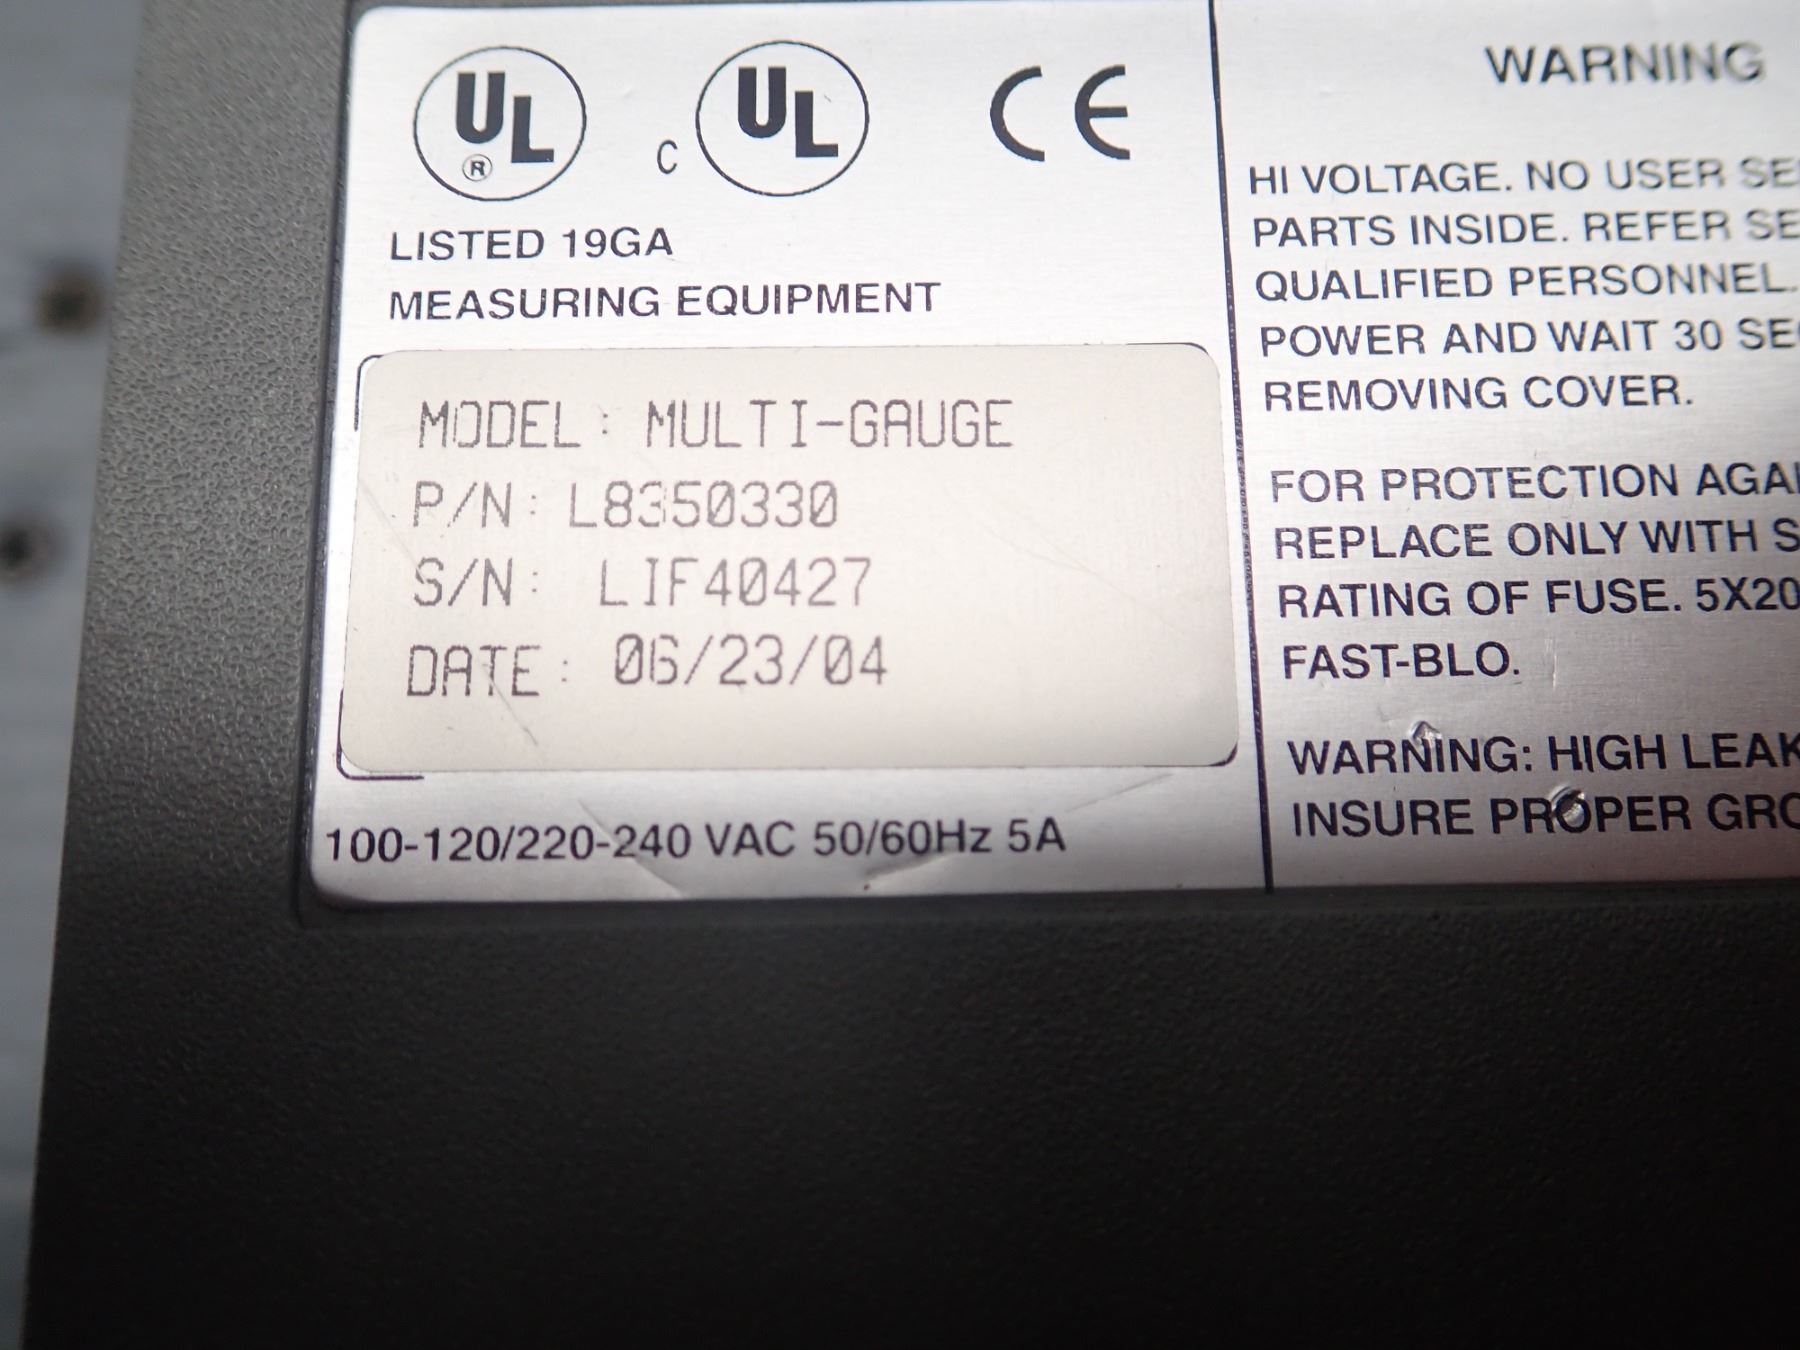 UL
®
C
UL
CE
LISTED 19GA
MEASURING EQUIPMENT
MODEL: MULTI-GAUGE
P/N: L8350330
S/N: LIF40427
DATE: 06/23/04
100-120/220-240 VAC 50/60Hz 5A
WARNING
HI VOLTAGE. NO USER
PARTS INSIDE. REFER
QUALIFIED PERSONNEL.
POWER AND WAIT 30
REMOVING COVER.
FOR PROTECTION
REPLACE ONLY WITH
RATING OF FUSE. 5X20
FAST-BLO.
WARNING: HIGH
INSURE PROPER